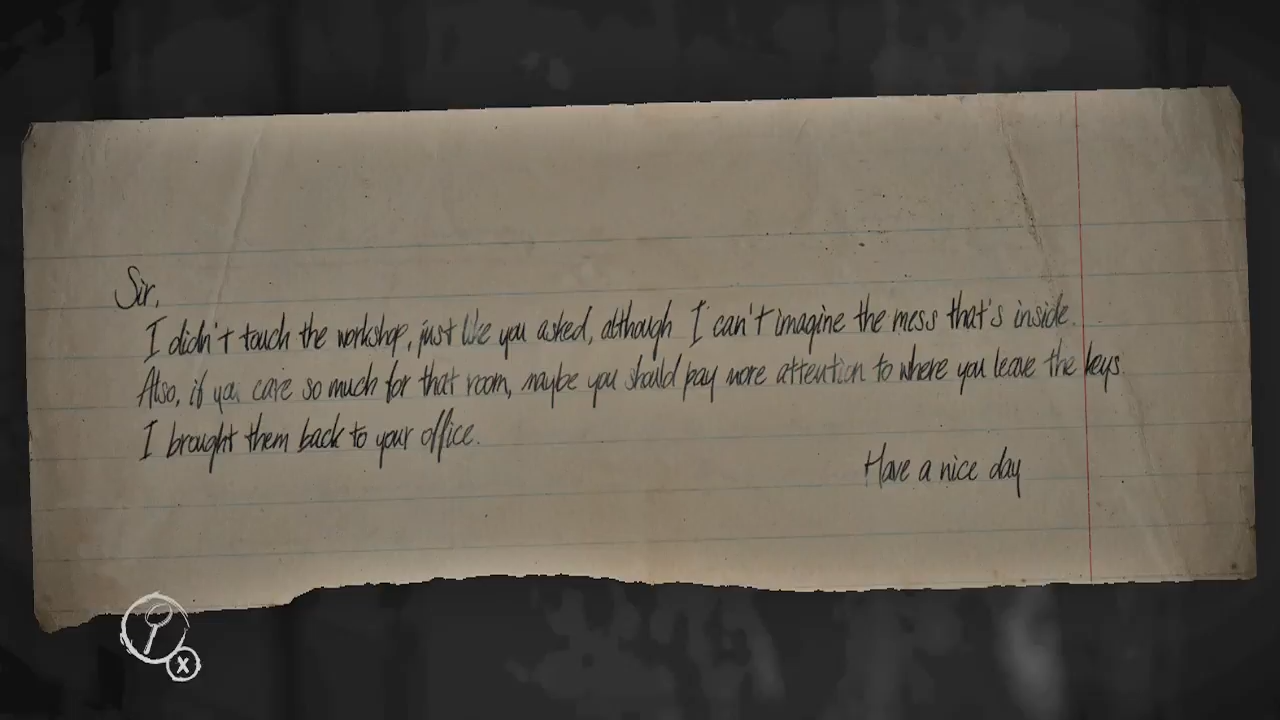 Sir,
I didn't touch the workshop, just like you asked, although I can't imagine the mess that's inside.
Also, if you care so much for that room, maybe you should pay more attention to where you leave the keys.
I brought them back to your office.
Have a nice day
X